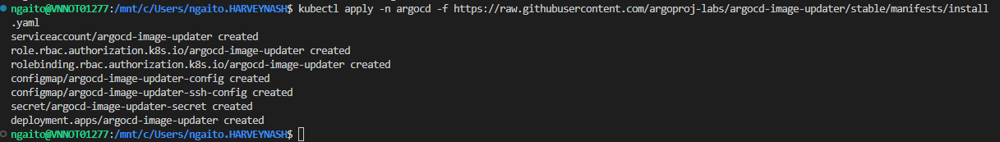 ngaito@VNNOT01277:/mnt/c/Users/ngaito.HARVEYNASH$ kubectl apply -n argocd -f https://raw.githubusercontent.com/argoproj-labs/argocd-image-updater/stable/manifests/install
.yaml
serviceaccount/argocd-image-updater created
role.rbac.authorization.k8s.io/argocd-image-updater created
rolebinding.rbac.authorization.k8s.io/argocd-image-updater created
configmap/argocd-image-updater-config created
configmap/argocd-image-updater-ssh-config created
secret/argocd-image-updater-secret created
deployment.apps/argocd-image-updater created
ngaito@VNNOT01277:/mnt/c/Users/ngaito.HARVEYNASH$